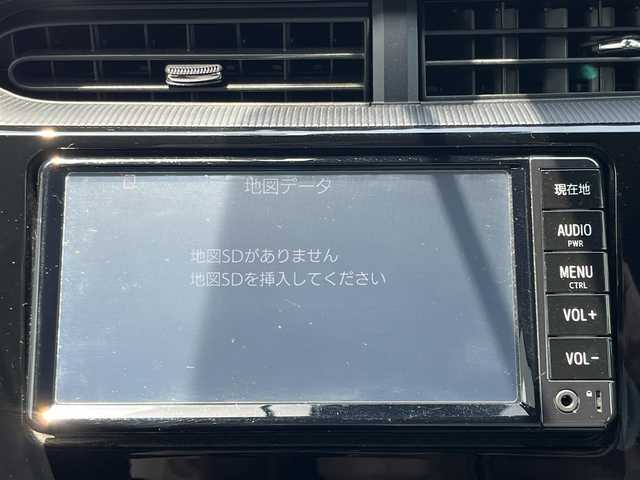 地図データ
地図SDがありません
地図SDを挿入してください
現在地
AUDIO
PWR
MENU
CTRL
VOL+
VOL-